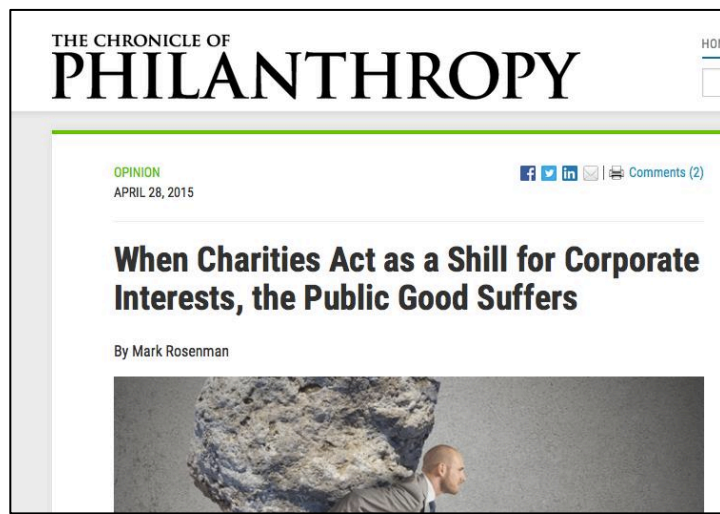 THE CHRONICLE OF
PHILANTHROPY
OPINION
APRIL 28, 2015
Comments (2)
When Charities Act as a Shill for Corporate
Interests, the Public Good Suffers
By Mark Rosenman